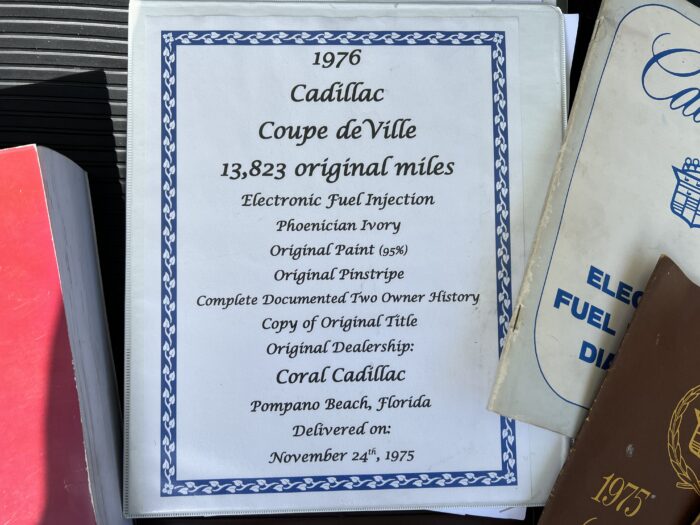 1976
Cadillac
Coupe deVille
13,823 original miles
Electronic Fuel Injection
Phoenician Ivory
Original Paint (95%)
Original Pinstripe
Complete Documented Two Owner History
Copy of Original Title
Original Dealership:
Coral Cadillac
Pompano Beach, Florida
Delivered on:
November 24th, 1975
FUEL
1975